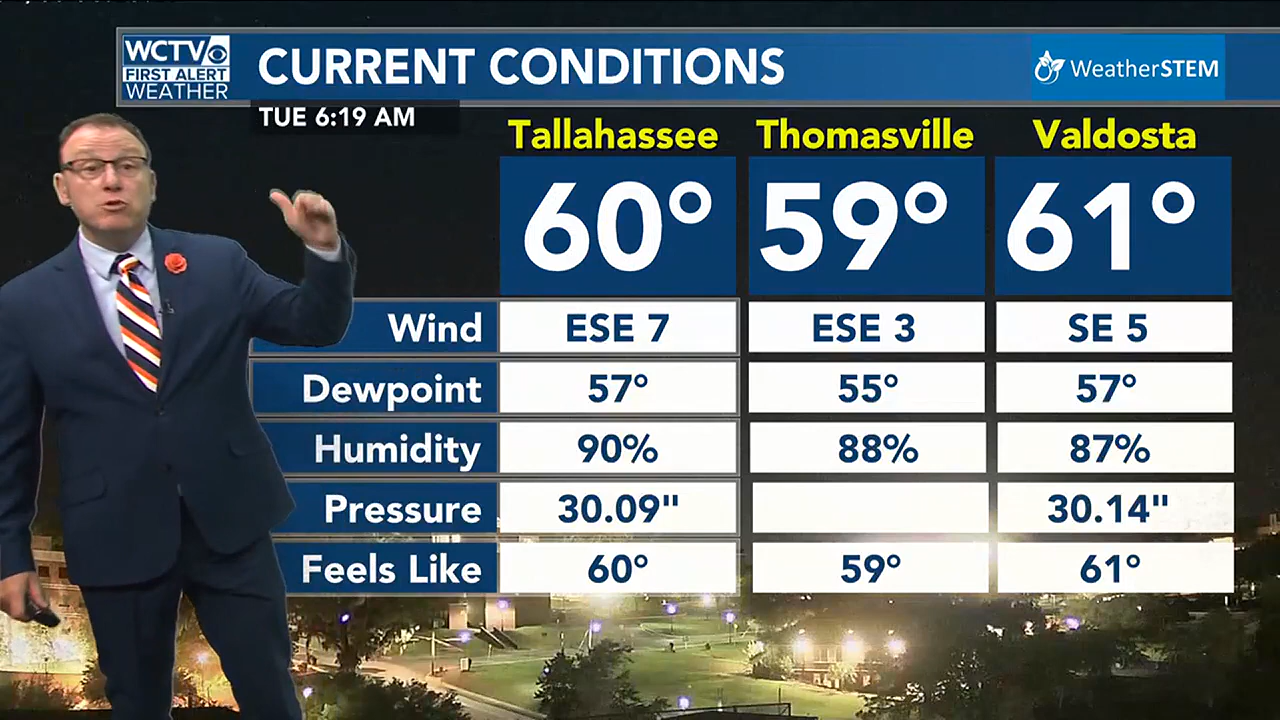 WCTV
FIRST ALERT
WEATHER
CURRENT CONDITIONS
WeatherSTEM
TUE 6:19 AM
Tallahassee Thomasville Valdosta
60° 59° 61°
Wind ESE 7 ESE 3 SE 5
Dewpoint 57° 55° 57°
Humidity 90% 88% 87%
Pressure 30.09" 30.14"
Feels Like 60° 59° 61°